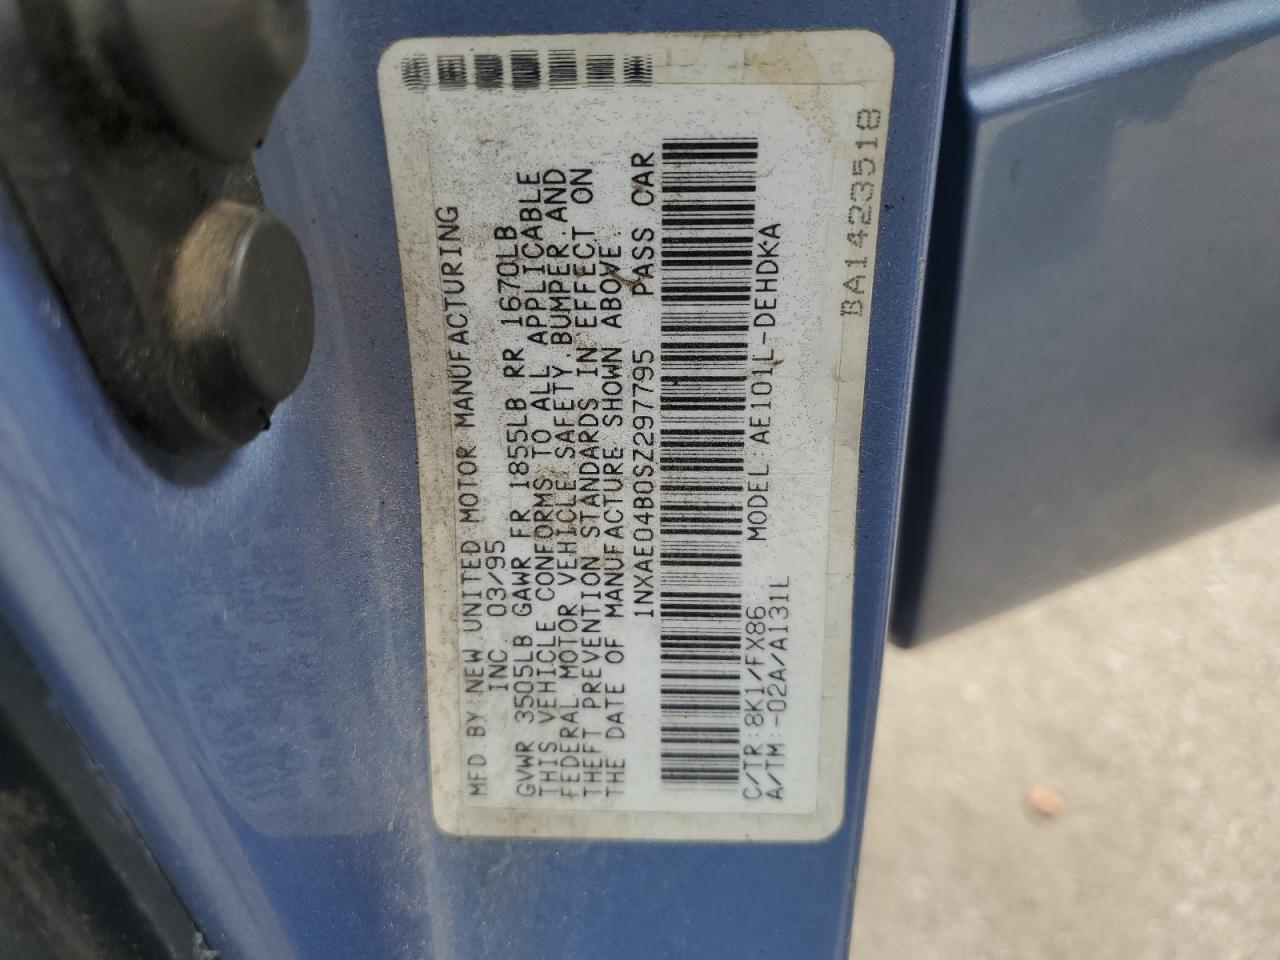 MFD.BY:NEW UNITED MOTOR MANUFACTURING
INC. 03/95
GVWR 3505LB GAWR FR 1855LB RR 1670LB
THIS VEHICLE CONFORMS TO ALL APPLICABLE
FEDERAL MOTOR VEHICLE SAFETY,BUMPER,AND
THEFT PREVENTION STANDARDS IN EFFECT ON
THE DATE OF MANUFACTURE SHOWN ABOVE.
1NXAE04B0SZ297795 PASS CAR
C/TR:8K1/FX86 MODEL:AE101L-DEHDKA
A/TM:-02A/A131L
BA1423518